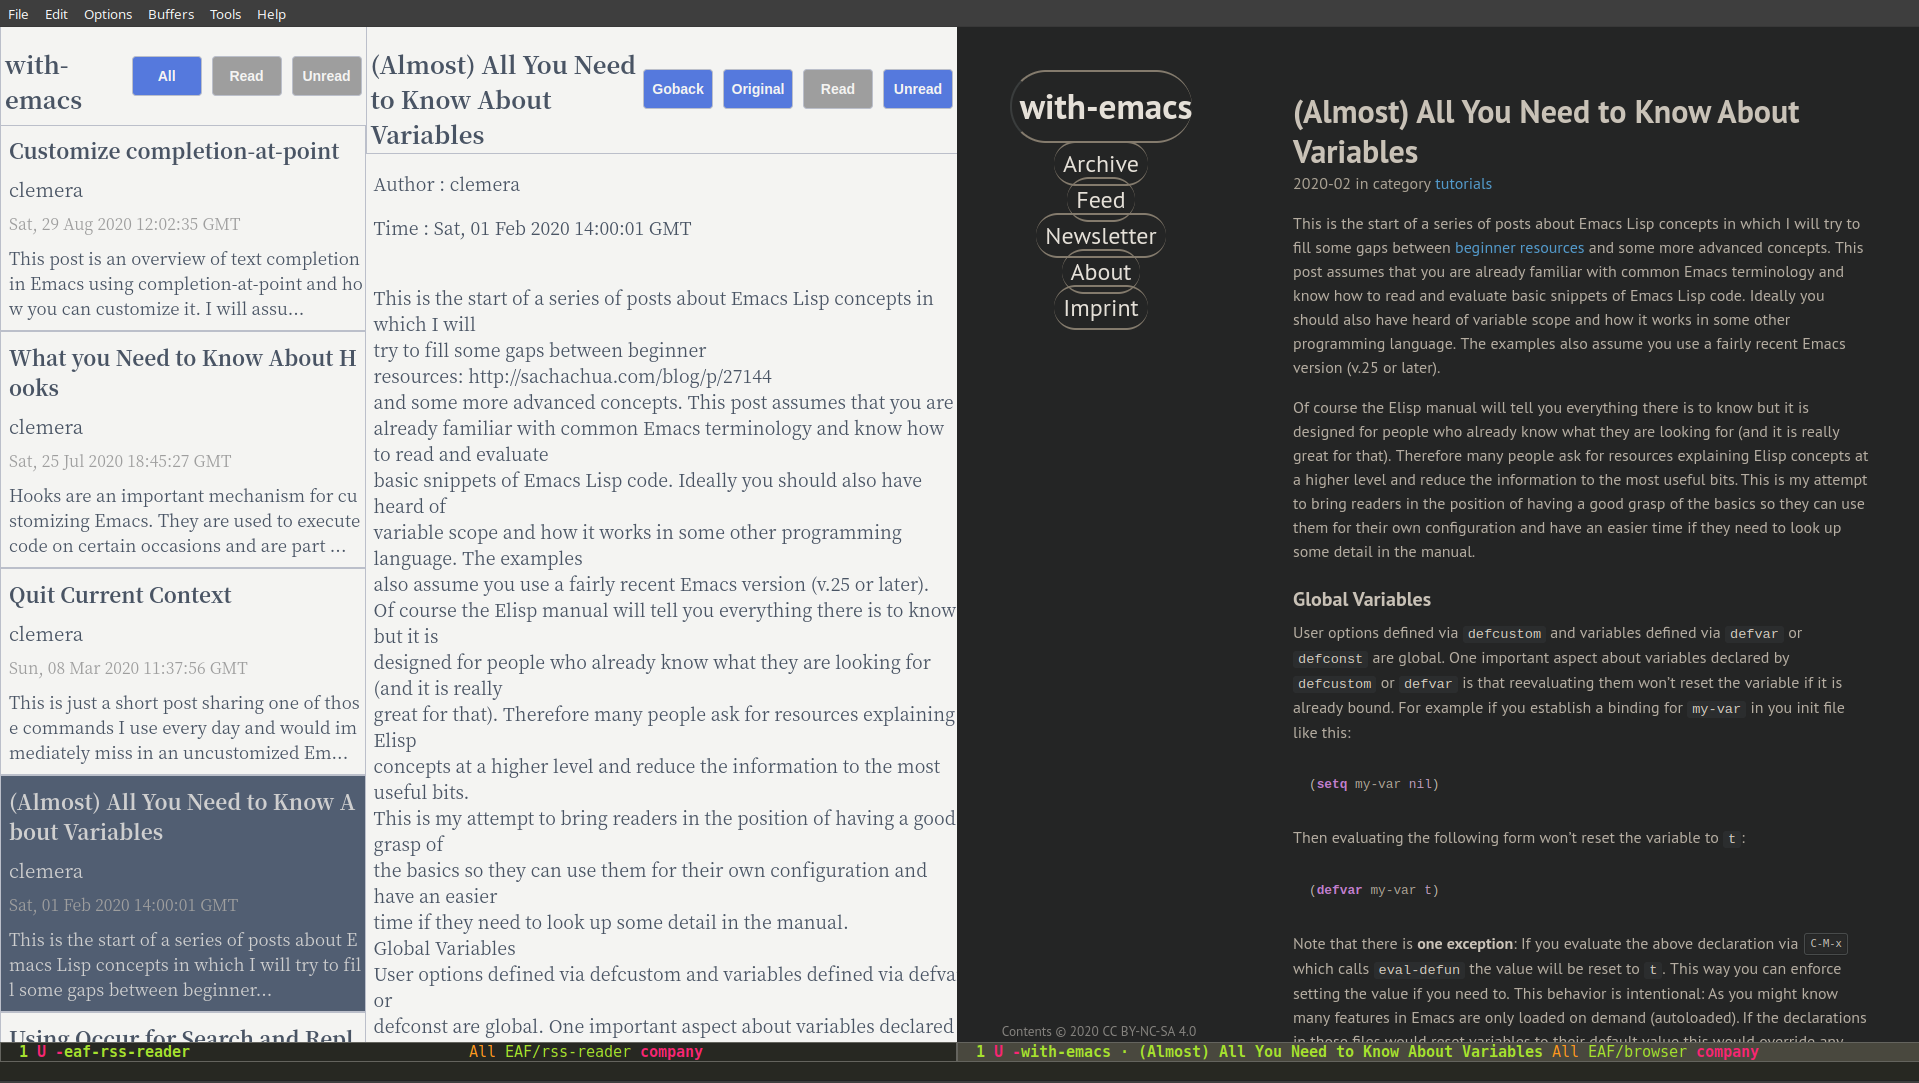 File Edit Options Buffers Tools Help
with-
emacs
All Read Unread
Customize completion-at-point
clemera
Sat, 29 Aug 2020 12:02:35 GMT
This post is an overview of text completion
in Emacs using completion-at-point and ho
w you can customize it. I will assu...
What you Need to Know About H
ooks
clemera
Sat, 25 Jul 2020 18:45:27 GMT
Hooks are an important mechanism for cu
stomizing Emacs. They are used to execute
code on certain occasions and are part ...
Quit Current Context
clemera
Sun, 08 Mar 2020 11:37:56 GMT
This is just a short post sharing one of thos
e commands I use every day and would im
mediately miss in an uncustomized Em...
(Almost) All You Need to Know A
bout Variables
clemera
Sat, 01 Feb 2020 14:00:01 GMT
This is the start of a series of posts about E
macs Lisp concepts in which I will try to fil
l some gaps between beginner...
Using Occur for Search and Repl
(Almost) All You Need
to Know About
Variables
Goback Original Read Unread
Author : clemera
Time : Sat, 01 Feb 2020 14:00:01 GMT
This is the start of a series of posts about Emacs Lisp concepts in
which I will
try to fill some gaps between beginner
resources: http://sachachua.com/blog/p/27144
and some more advanced concepts. This post assumes that you are
already familiar with common Emacs terminology and know how
to read and evaluate
basic snippets of Emacs Lisp code. Ideally you should also have
heard of
variable scope and how it works in some other programming
language. The examples
also assume you use a fairly recent Emacs version (v.25 or later).
Of course the Elisp manual will tell you everything there is to know
but it is
designed for people who already know what they are looking for
(and it is really
great for that). Therefore many people ask for resources explaining
Elisp
concepts at a higher level and reduce the information to the most
useful bits.
This is my attempt to bring readers in the position of having a good
grasp of
the basics so they can use them for their own configuration and
have an easier
time if they need to look up some detail in the manual.
Global Variables
User options defined via defcustom and variables defined via defva
or
defconst are global. One important aspect about variables declared
with-emacs
Archive
Feed
Newsletter
About
Imprint
Contents © 2020 CC BY-NC-SA 4.0
(Almost) All You Need to Know About
Variables
2020-02 in category tutorials
This is the start of a series of posts about Emacs Lisp concepts in which I will try to
fill some gaps between beginner resources and some more advanced concepts. This
post assumes that you are already familiar with common Emacs terminology and
know how to read and evaluate basic snippets of Emacs Lisp code. Ideally you
should also have heard of variable scope and how it works in some other
programming language. The examples also assume you use a fairly recent Emacs
version (v.25 or later).
Of course the Elisp manual will tell you everything there is to know but it is
designed for people who already know what they are looking for (and it is really
great for that). Therefore many people ask for resources explaining Elisp concepts at
a higher level and reduce the information to the most useful bits. This is my attempt
to bring readers in the position of having a good grasp of the basics so they can use
them for their own configuration and have an easier time if they need to look up
some detail in the manual.
Global Variables
User options defined via defcustom and variables defined via defvar or
defconst are global. One important aspect about variables declared by
defcustom or defvar is that reevaluating them won't reset the variable if it is
already bound. For example if you establish a binding for my-var in you init file
like this:
(setq my-var nil)
Then evaluating the following form won't reset the variable to t:
(defvar my-var t)
Note that there is one exception: If you evaluate the above declaration via C-M-x
which calls eval-defun the value will be reset to t. This way you can enforce
setting the value if you need to. This behavior is intentional: As you might know
many features in Emacs are only loaded on demand (autoloaded). If the declarations
in those files would reset variables to their default value this would override any
1 U -eaf-rss-reader All EAF/rss-reader company
1 U -with-emacs · (Almost) All You Need to Know About Variables All EAF/browser company